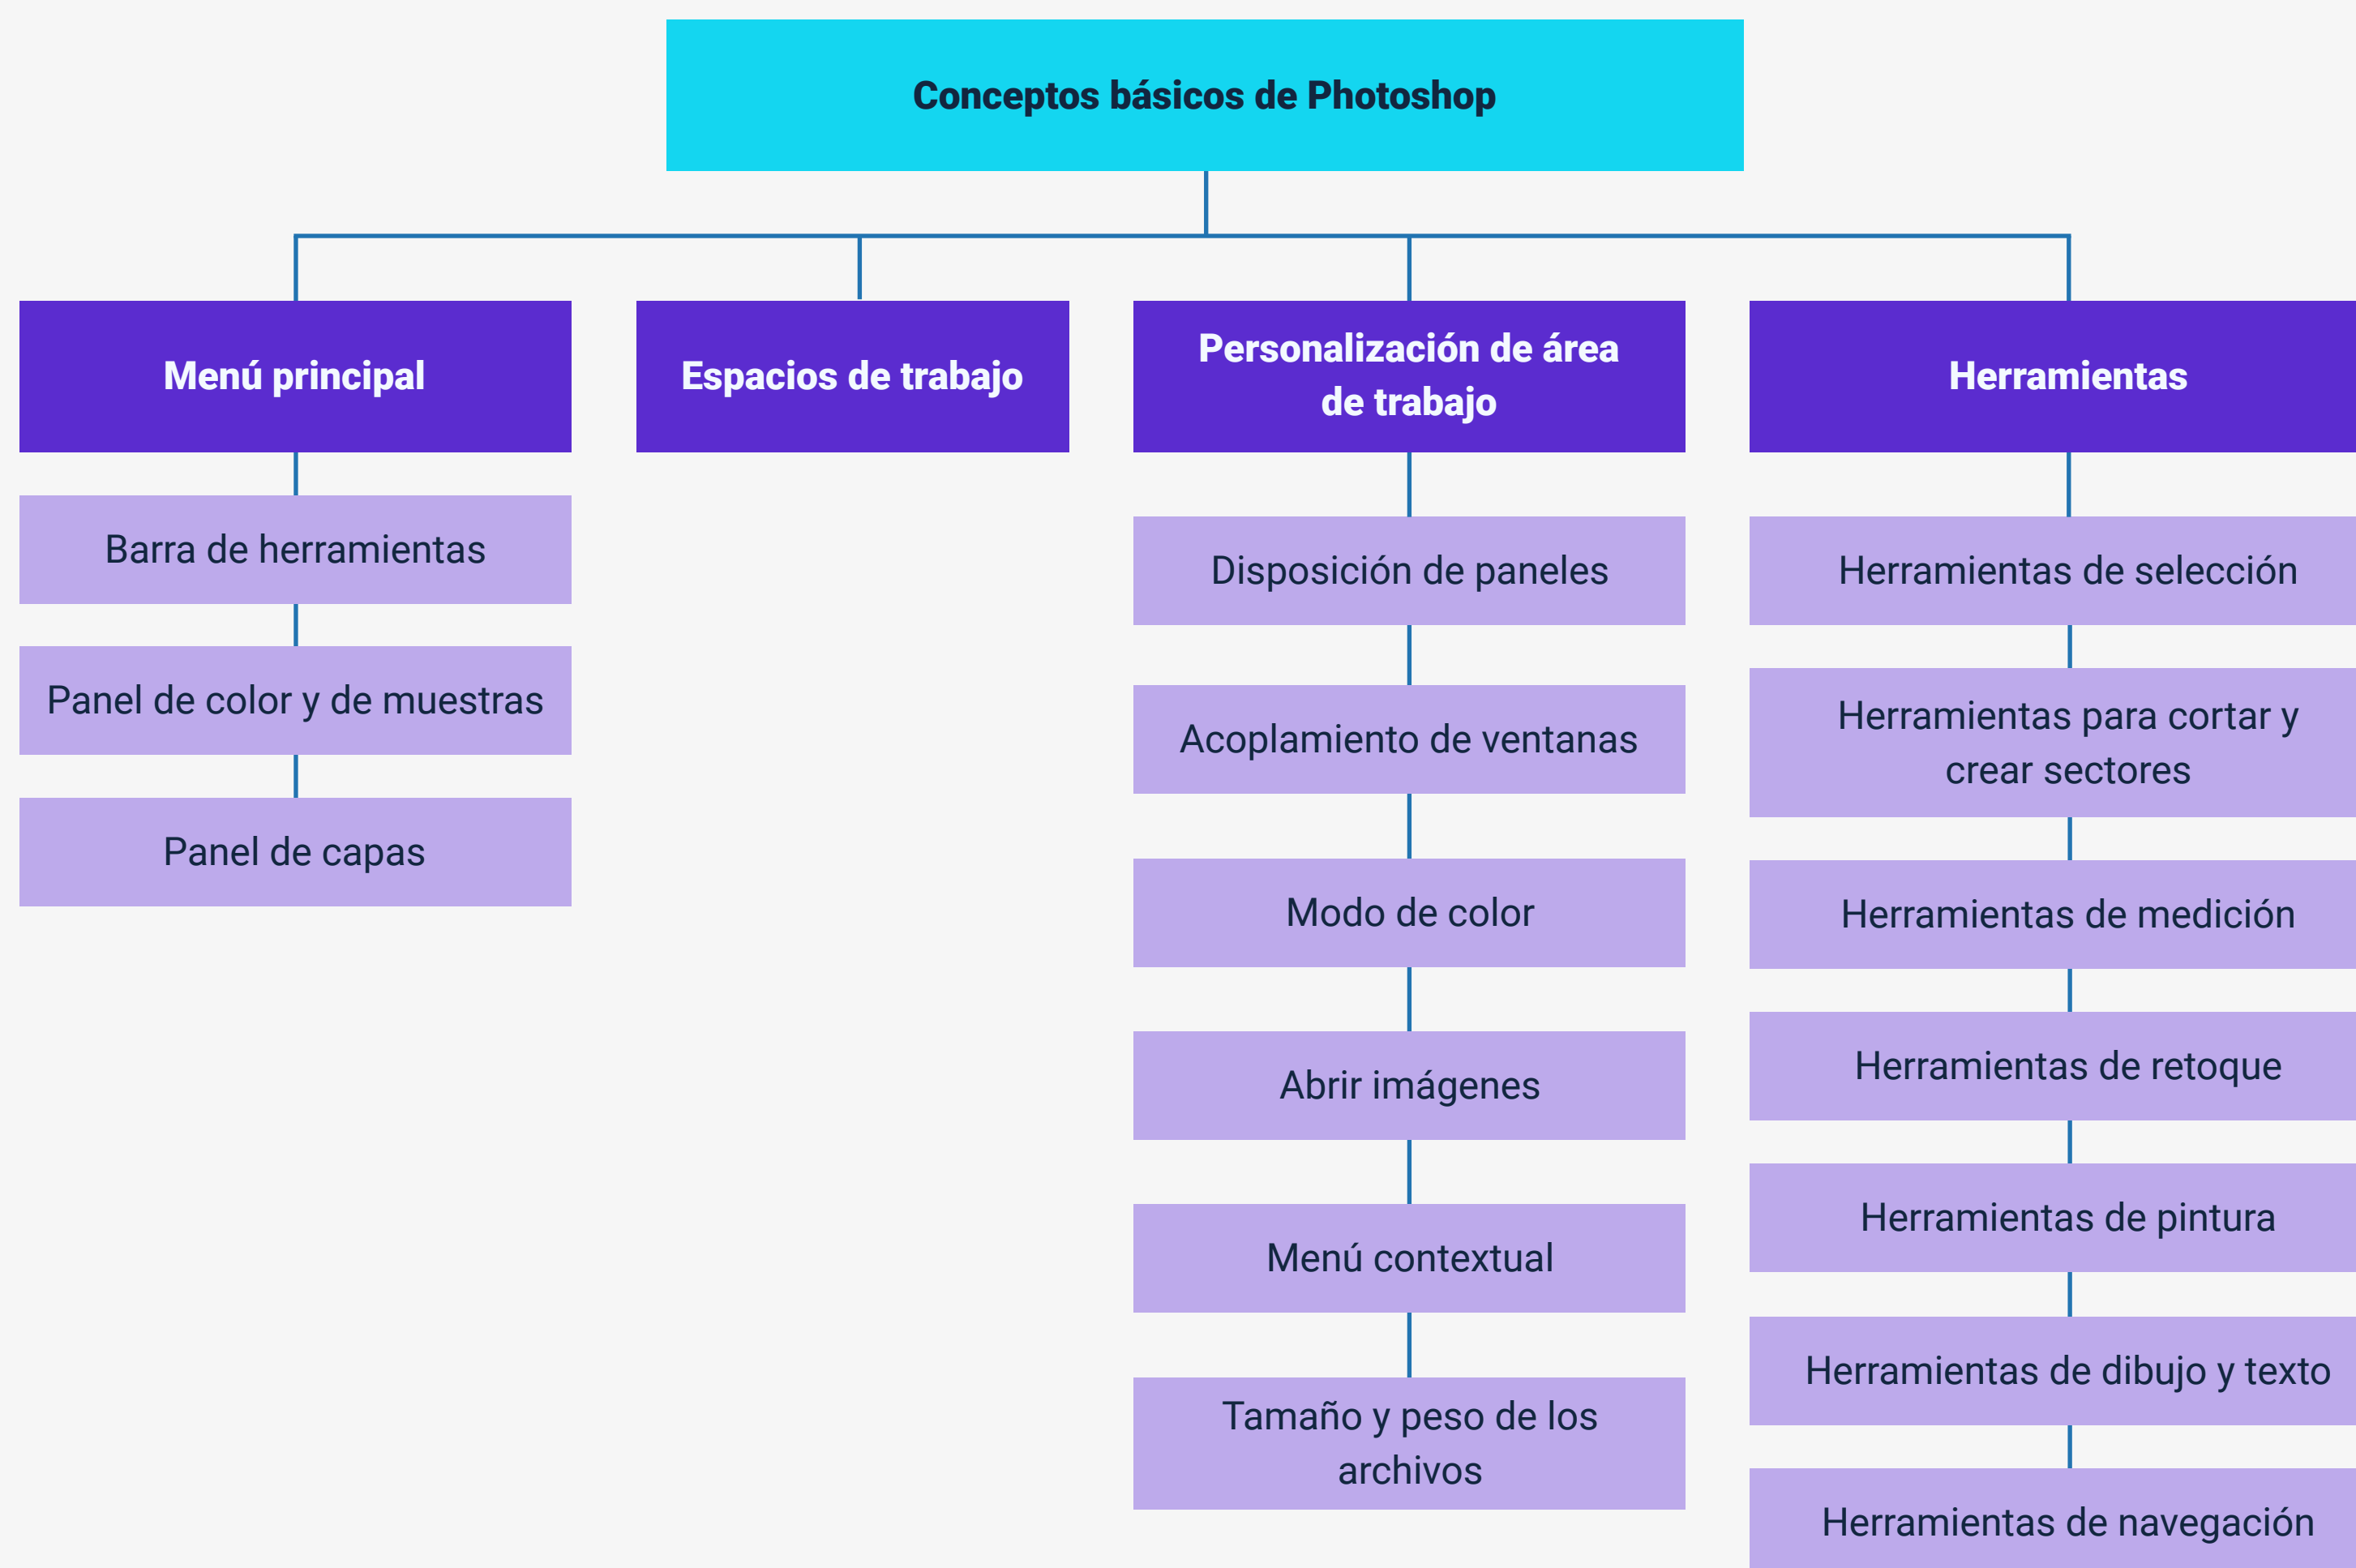 Conceptos básicos de Photoshop
Menú principal
Barra de herramientas
Panel de color y de muestras
Panel de capas
Espacios de trabajo
Personalización de área
de trabajo
Disposición de paneles
Acoplamiento de ventanas
Modo de color
Abrir imágenes
Menú contextual
Tamaño y peso de los
archivos
Herramientas
Herramientas de selección
Herramientas para cortar y
crear sectores
Herramientas de medición
Herramientas de retoque
Herramientas de pintura
Herramientas de dibujo y texto
Herramientas de navegación